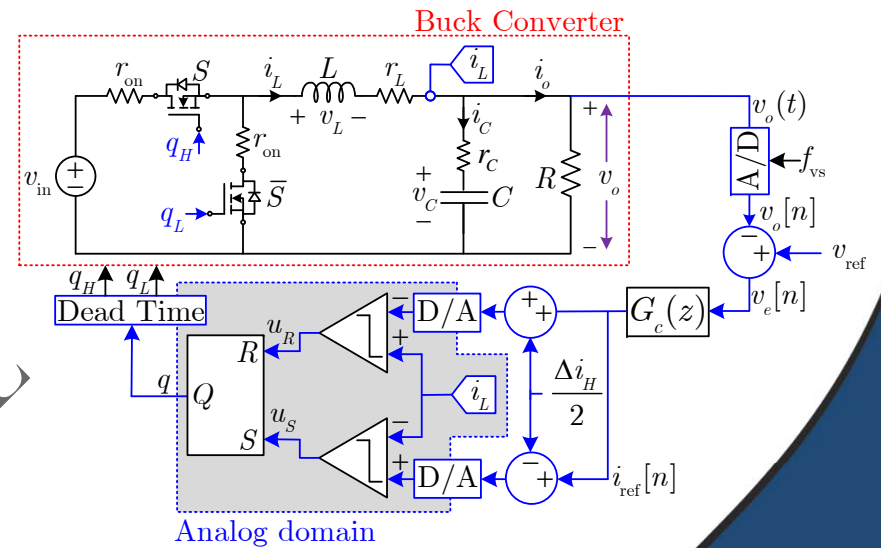 Buck Converter
r_on
S
i_L
L
r_L
i_L
i_o
+ v_L −
i_C
+
v_o(t)
q_H
r_on
r_C
A/D
f_vs
v_in
+
−
S̅
+
v_C
−
C
R
v_o
q_L
v_o[n]
−
−
+
v_ref
q_H
q_L
v_e[n]
Dead Time
u_R
−
+
D/A
+
+
G_c(z)
R
q
Q
i_L
Δi_H
2
S
u_S
−
+
D/A
−
+
i_ref[n]
Analog domain